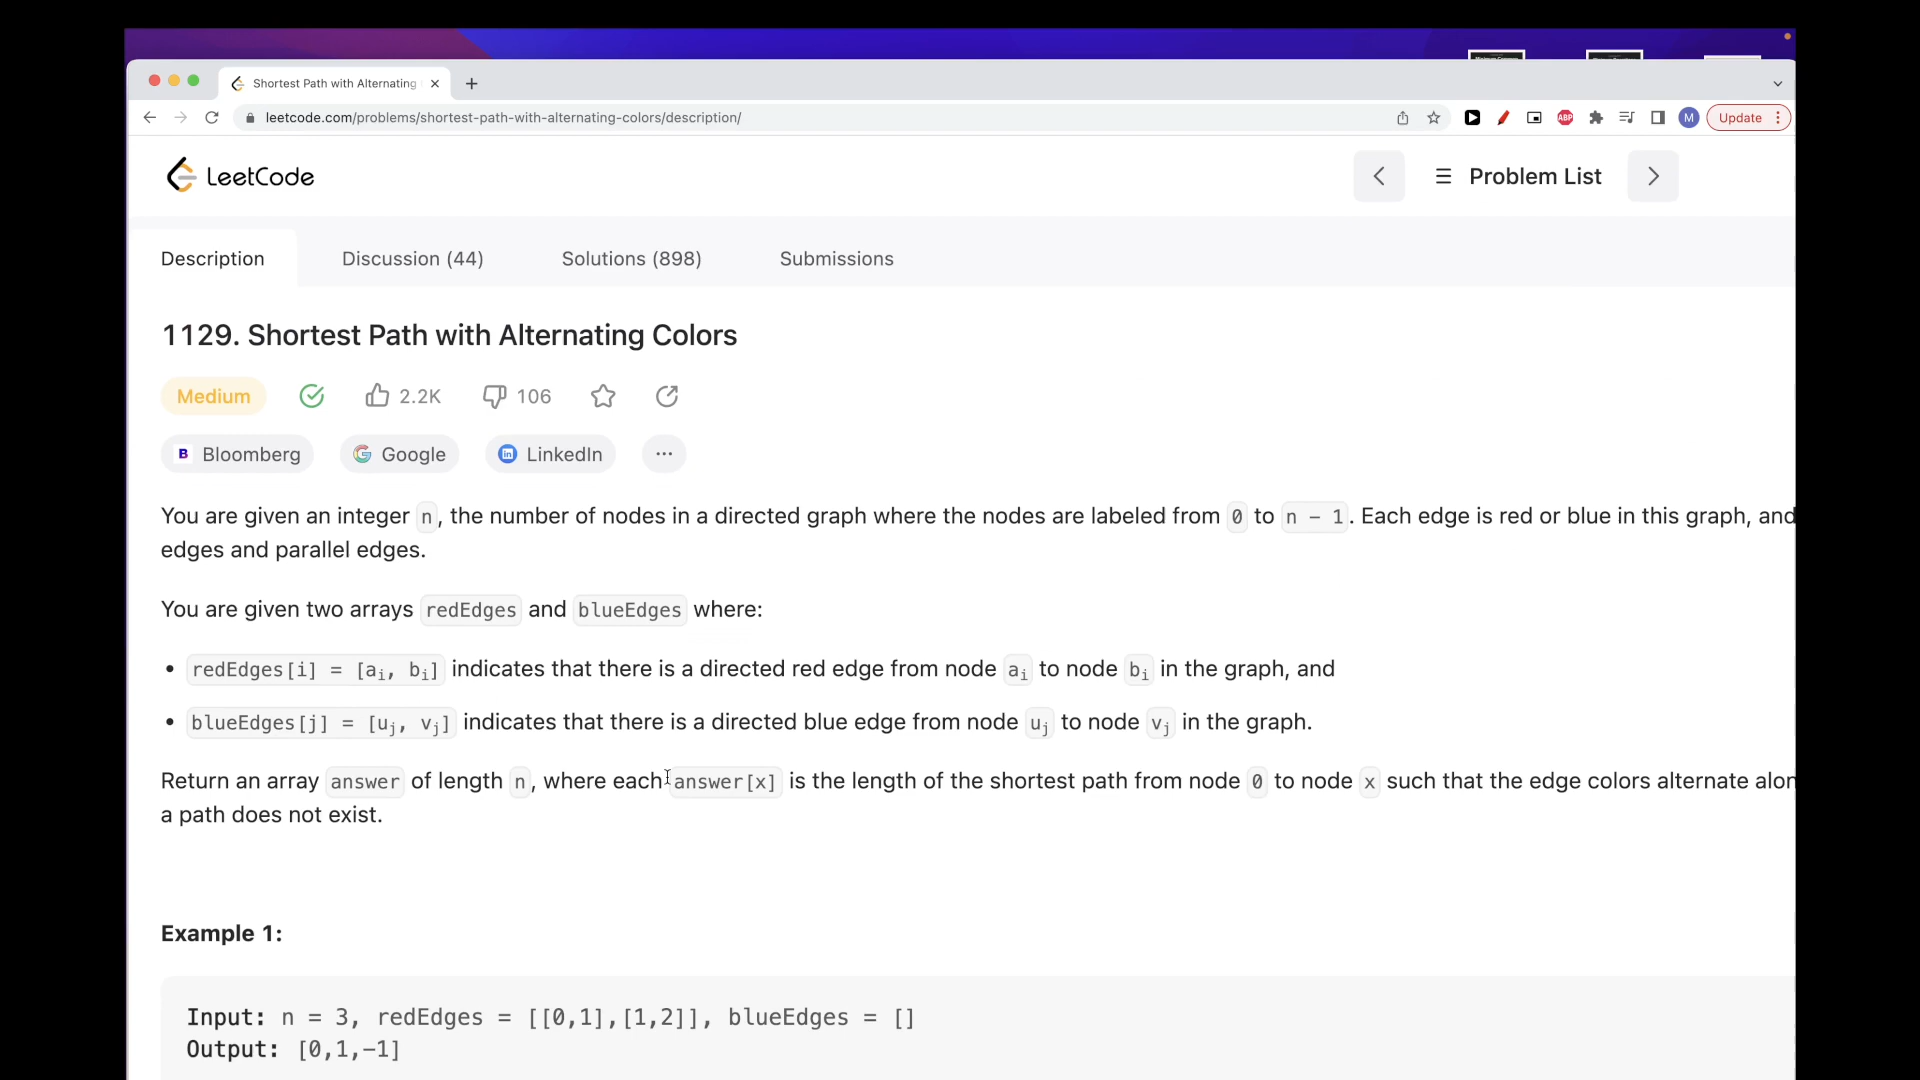 Shortest Path with Alternating
leetcode.com/problems/shortest-path-with-alternating-colors/description/
ABP
M
Update
LeetCode
Problem List
Description
Discussion (44)
Solutions (898)
Submissions
1129. Shortest Path with Alternating Colors
Medium
2.2K
106
B Bloomberg
Google
in LinkedIn
You are given an integer n, the number of nodes in a directed graph where the nodes are labeled from 0 to n - 1. Each edge is red or blue in this graph, and
edges and parallel edges.
You are given two arrays redEdges and blueEdges where:
• redEdges[i] = [aᵢ, bᵢ] indicates that there is a directed red edge from node aᵢ to node bᵢ in the graph, and
• blueEdges[j] = [uⱼ, vⱼ] indicates that there is a directed blue edge from node uⱼ to node vⱼ in the graph.
Return an array answer of length n, where each answer[x] is the length of the shortest path from node 0 to node x such that the edge colors alternate alon
a path does not exist.
Example 1:
Input: n = 3, redEdges = [[0,1],[1,2]], blueEdges = []
Output: [0,1,-1]